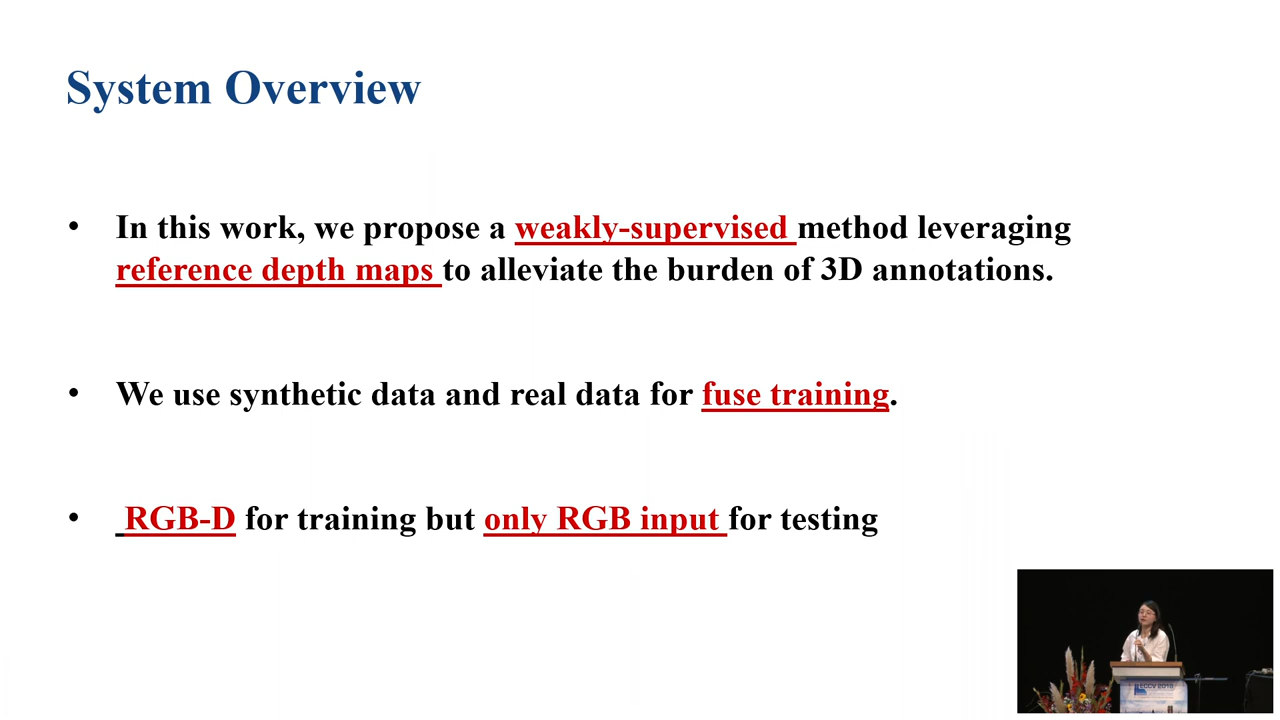 System Overview
• In this work, we propose a weakly-supervised method leveraging
reference depth maps to alleviate the burden of 3D annotations.
• We use synthetic data and real data for fuse training.
• RGB-D for training but only RGB input for testing
ECCV 2018